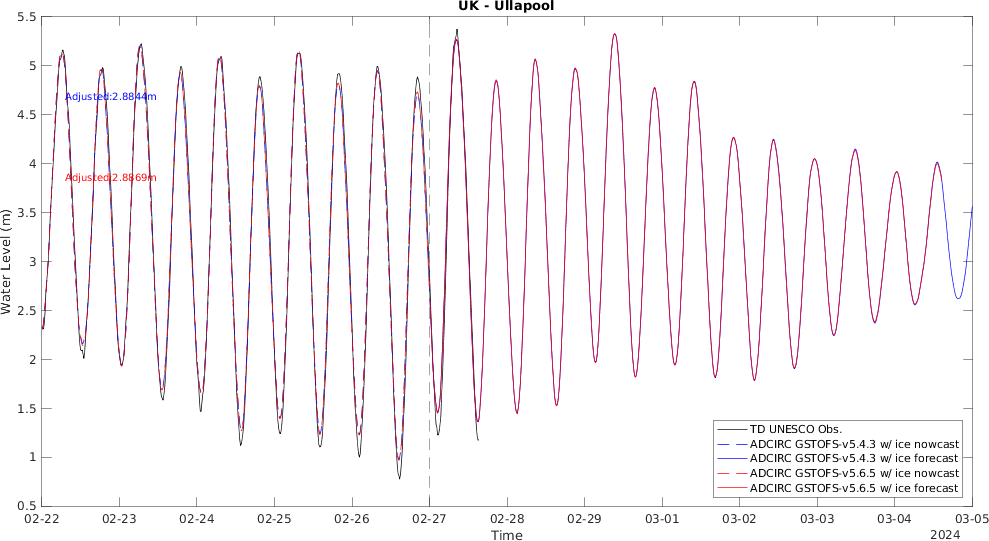 UK - Ullapool
5.5
5
4.5
4
3.5
3
2.5
2
1.5
1
0.5
Water Level (m)
Adjusted:2.8844m
Adjusted:2.8869m
TD UNESCO Obs.
ADCIRC GSTOFS-v5.4.3 w/ ice nowcast
ADCIRC GSTOFS-v5.4.3 w/ ice forecast
ADCIRC GSTOFS-v5.6.5 w/ ice nowcast
ADCIRC GSTOFS-v5.6.5 w/ ice forecast
02-22 02-23 02-24 02-25 02-26 02-27 02-28 02-29 03-01 03-02 03-03 03-04 03-05
Time
2024